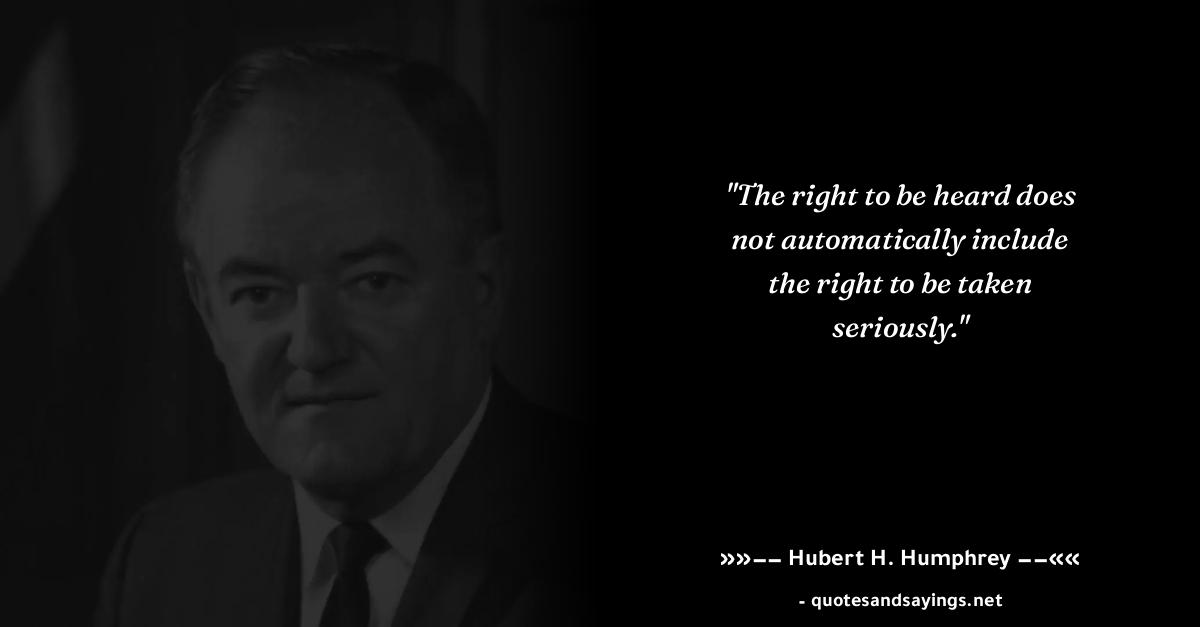 "The right to be heard does
not automatically include
the right to be taken
seriously."
»»–– Hubert H. Humphrey ––««
- quotesandsayings.net